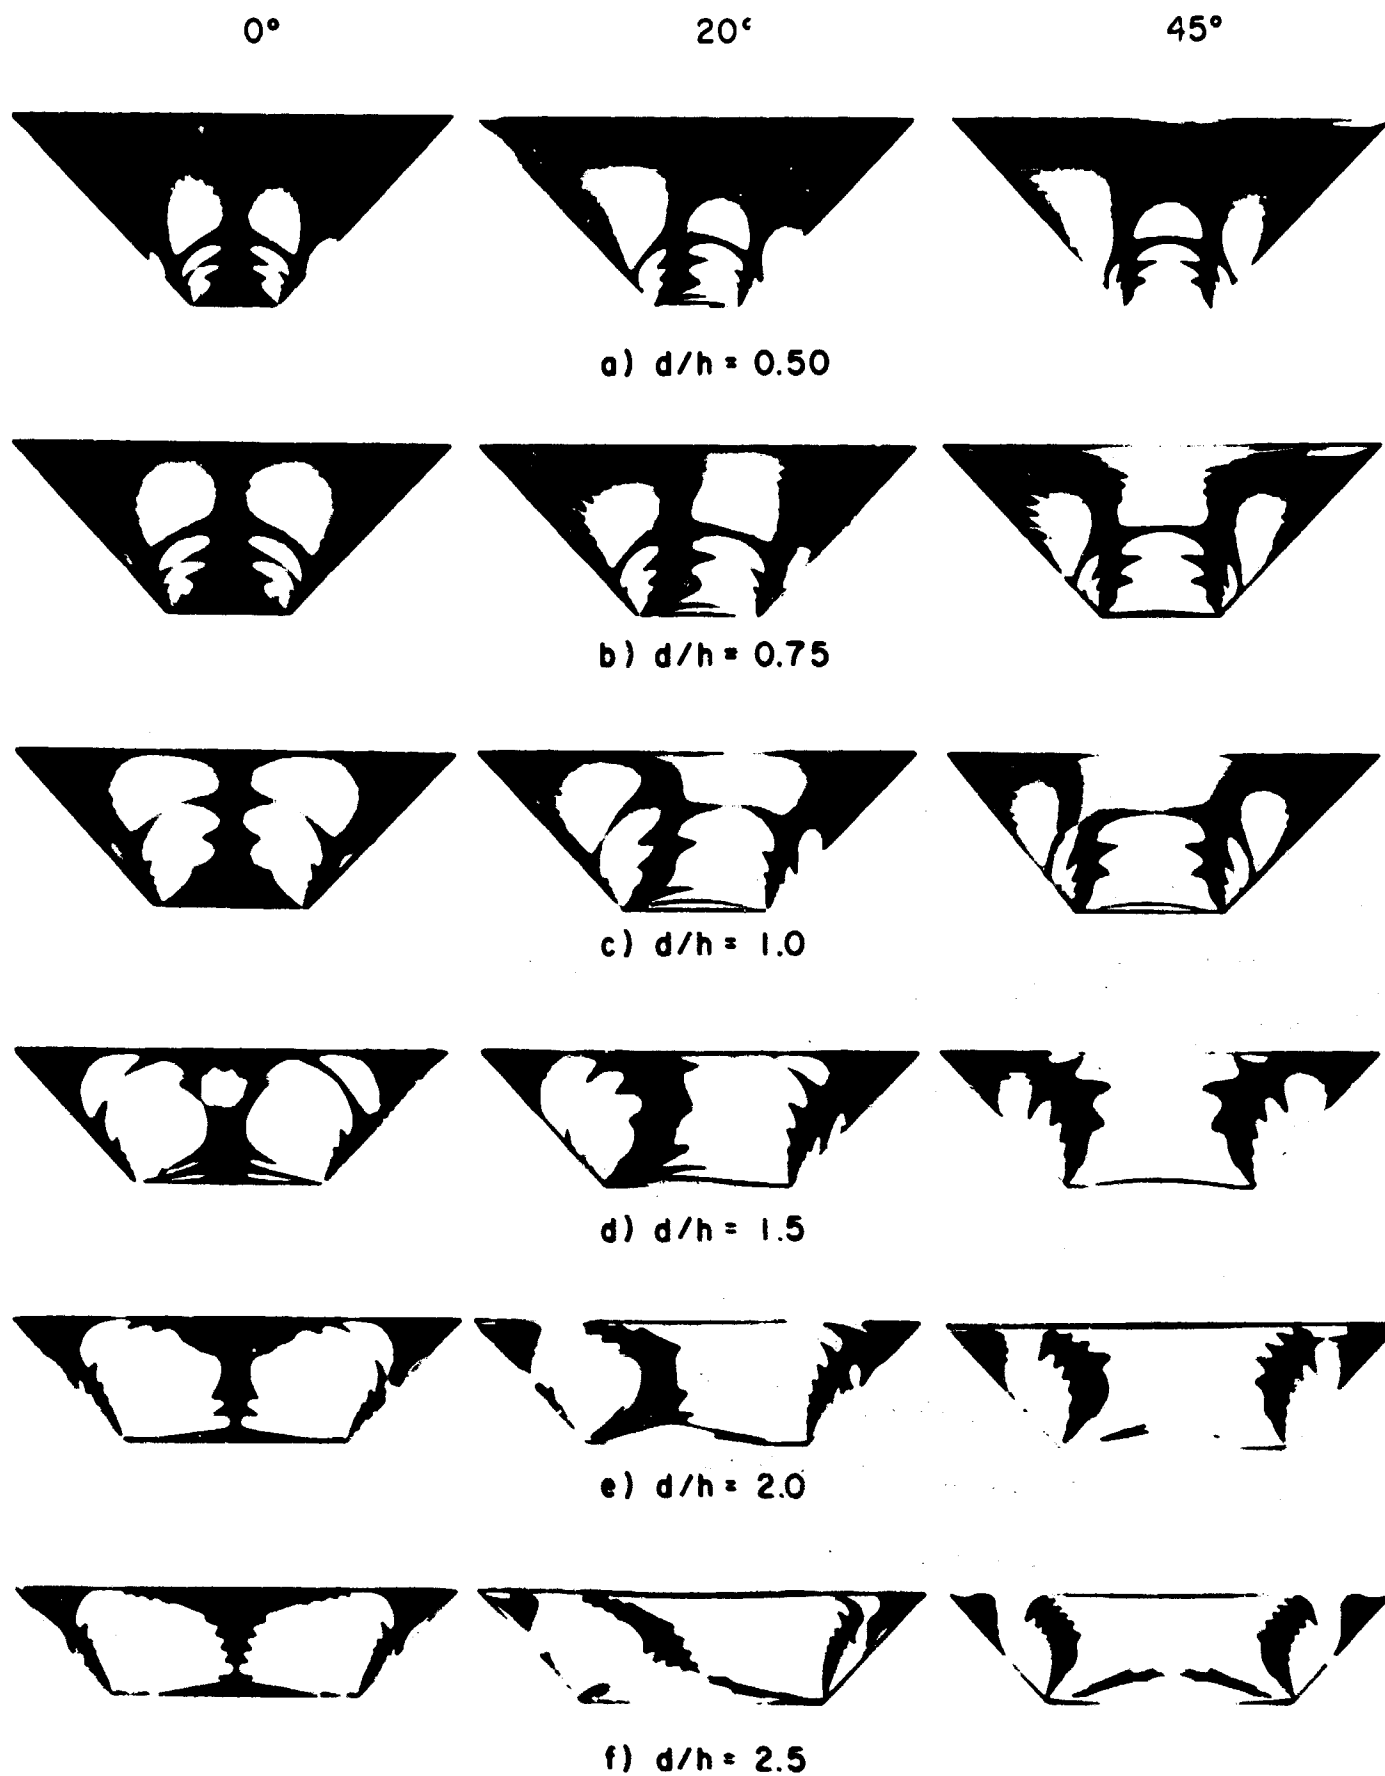 0° 20° 45°
a) d/h = 0.50
b) d/h = 0.75
c) d/h = 1.0
d) d/h = 1.5
e) d/h = 2.0
f) d/h = 2.5